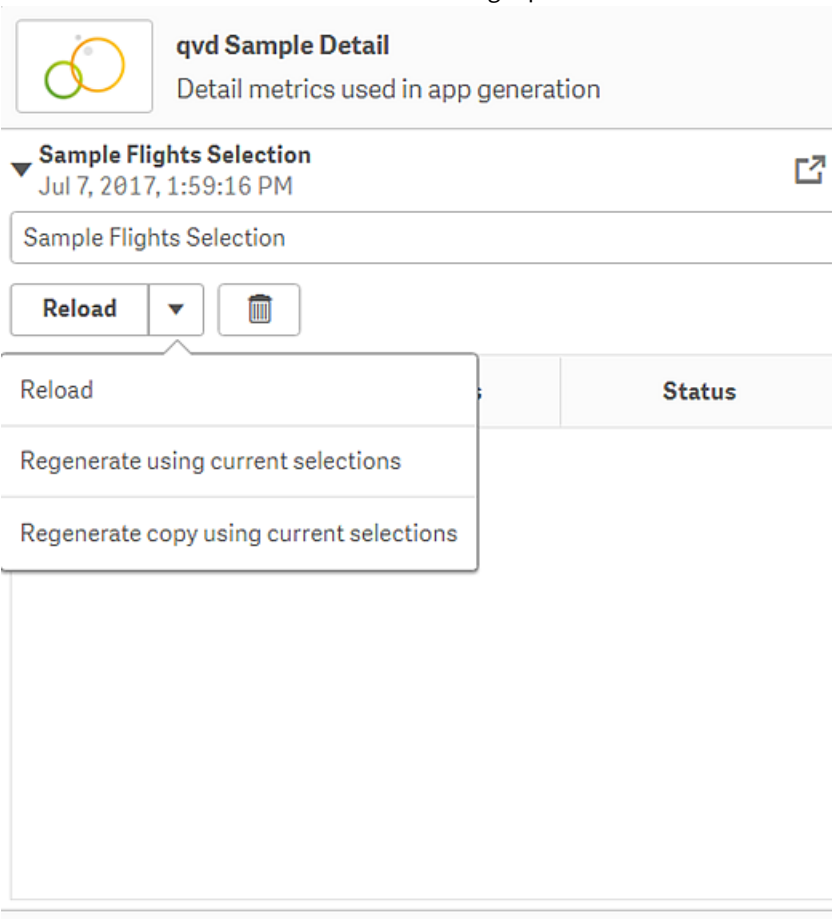 qvd Sample Detail
Detail metrics used in app generation
Sample Flights Selection
Jul 7, 2017, 1:59:16 PM
Sample Flights Selection
Reload
Reload
Status
Regenerate using current selections
Regenerate copy using current selections